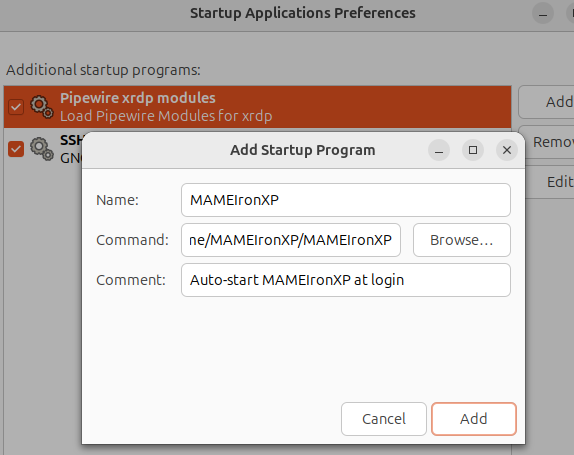 Startup Applications Preferences
Additional startup programs:
Pipewire xrdp modules
Load Pipewire Modules for xrdp
Add
SSH
GN
Remov
Edit
Add Startup Program
Name:
MAMEIronXP
Command:
ne/MAMEIronXP/MAMEIronXP
Browse...
Comment:
Auto-start MAMEIronXP at login
Cancel
Add